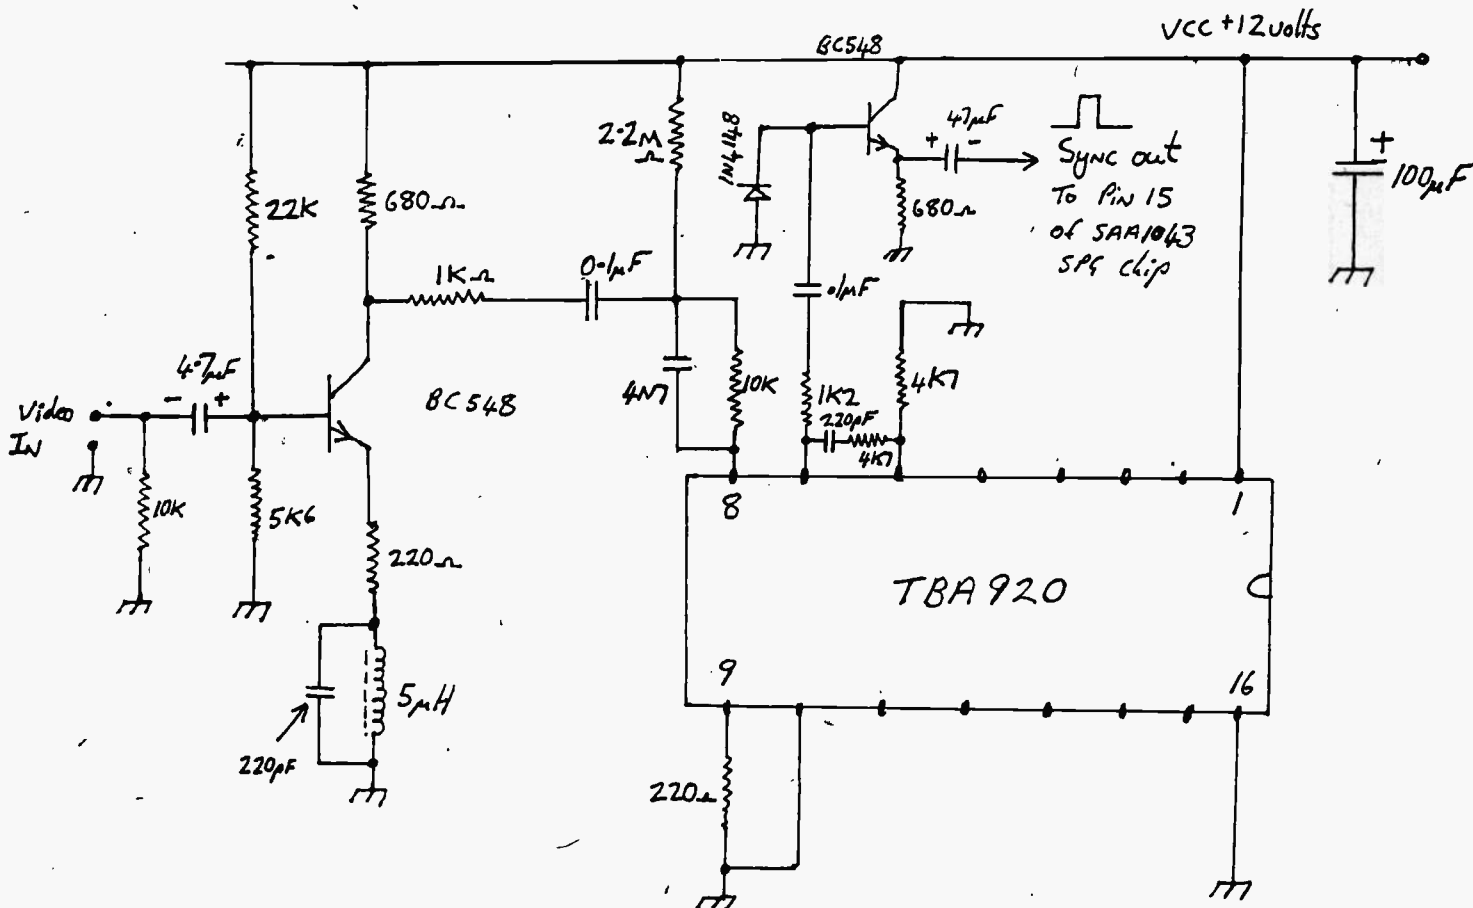 VCC +12volts
BC548
2.2M
Ω
1N4148
47µF
+ -
Sync out
To Pin 15
of SAA1043
SPG chip
+
100µF
22K
680Ω
680Ω
1KΩ
0.1µF
.1µF
4.7µF
- +
BC548
4N7
10K
1K2
4K7
220pF
4K7
Video
IN
10K
5K6
220Ω
8
1
TBA920
9
16
5µH
220pF
220Ω